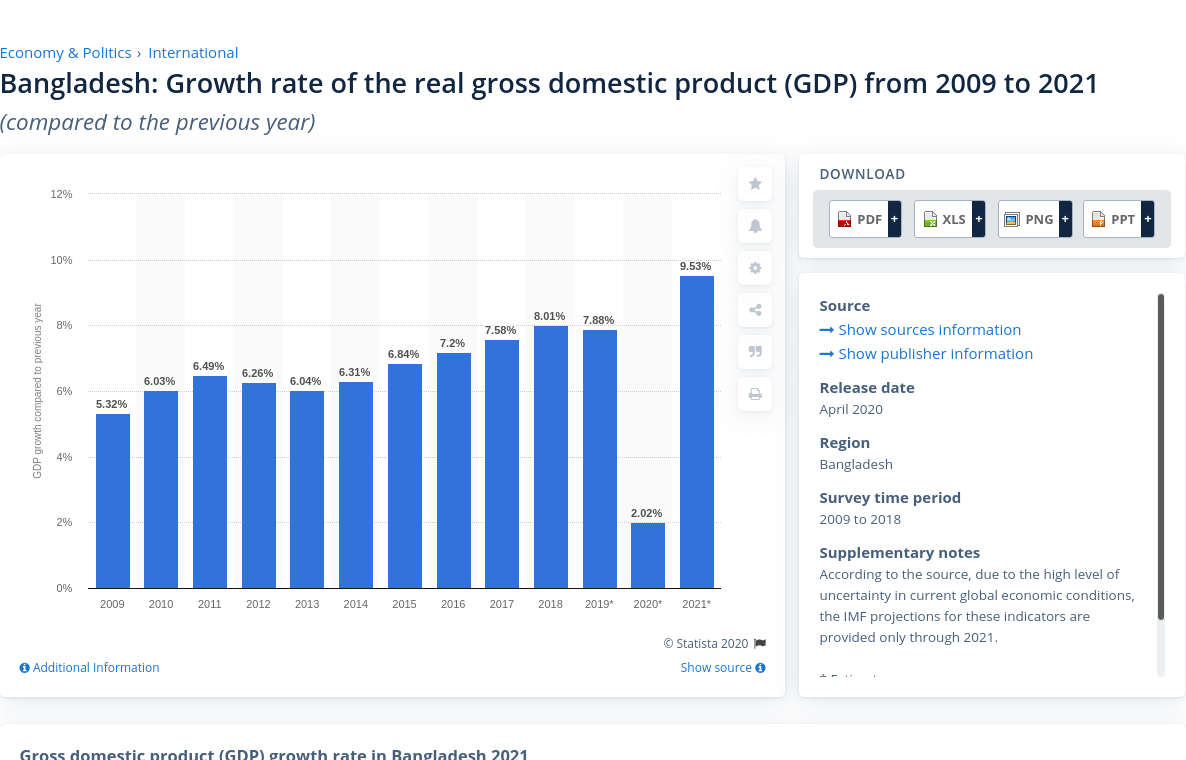 Economy & Politics › International
Bangladesh: Growth rate of the real gross domestic product (GDP) from 2009 to 2021
(compared to the previous year)
GDP growth compared to previous year
12%
10%
8%
6%
4%
2%
0%
5.32%
6.03%
6.49%
6.26%
6.04%
6.31%
6.84%
7.2%
7.58%
8.01%
7.88%
2.02%
9.53%
2009 2010 2011 2012 2013 2014 2015 2016 2017 2018 2019* 2020* 2021*
© Statista 2020
Additional Information
Show source
DOWNLOAD
PDF + XLS + PNG + PPT +
Source
Show sources information
Show publisher information
Release date
April 2020
Region
Bangladesh
Survey time period
2009 to 2018
Supplementary notes
According to the source, due to the high level of
uncertainty in current global economic conditions,
the IMF projections for these indicators are
provided only through 2021.
Gross domestic product (GDP) growth rate in Bangladesh 2021